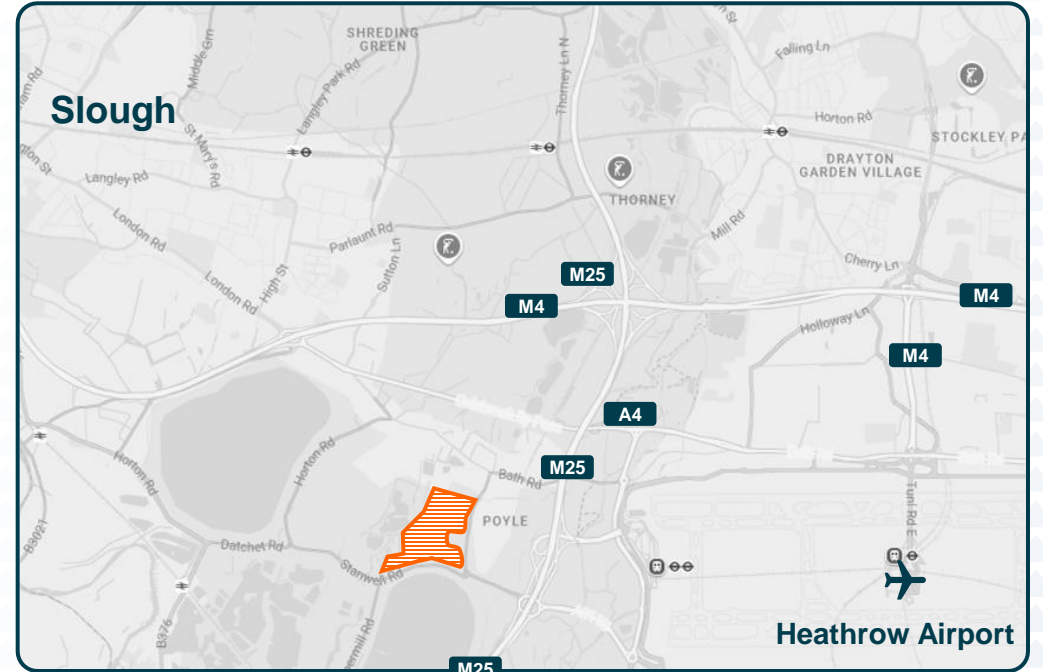 SHREDING
GREEN
Middle Grn
Langley Park Rd
Thorney Ln N
Falling Ln
Slough
St Mary's Rd
Horton Rd
STOCKLEY PA
DRAYTON
GARDEN VILLAGE
Langley Rd
THORNEY
London Rd
Parlaunt Rd
Sutton Ln
Mill Rd
Cherry Ln
London Rd
High St
M25
M4
M4
Holloway Ln
M4
A4
Horton Rd
Horton Rd
M25
Bath Rd
POYLE
Tunl Rd E
B3021
Datchet Rd
Stanwell Rd
B376
Heathrow Airport
M25